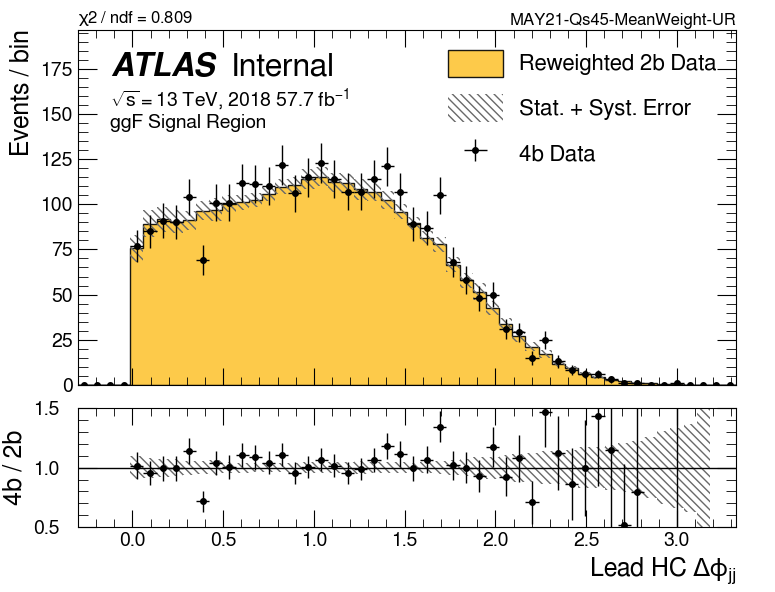 χ2 / ndf = 0.809
MAY21-Qs45-MeanWeight-UR
Events / bin
ATLAS Internal
√s = 13 TeV, 2018 57.7 fb⁻¹
ggF Signal Region
Reweighted 2b Data
Stat. + Syst. Error
4b Data
175
150
125
100
75
50
25
0
4b / 2b
1.5
1.0
0.5
0.0 0.5 1.0 1.5 2.0 2.5 3.0
Lead HC Δϕjj